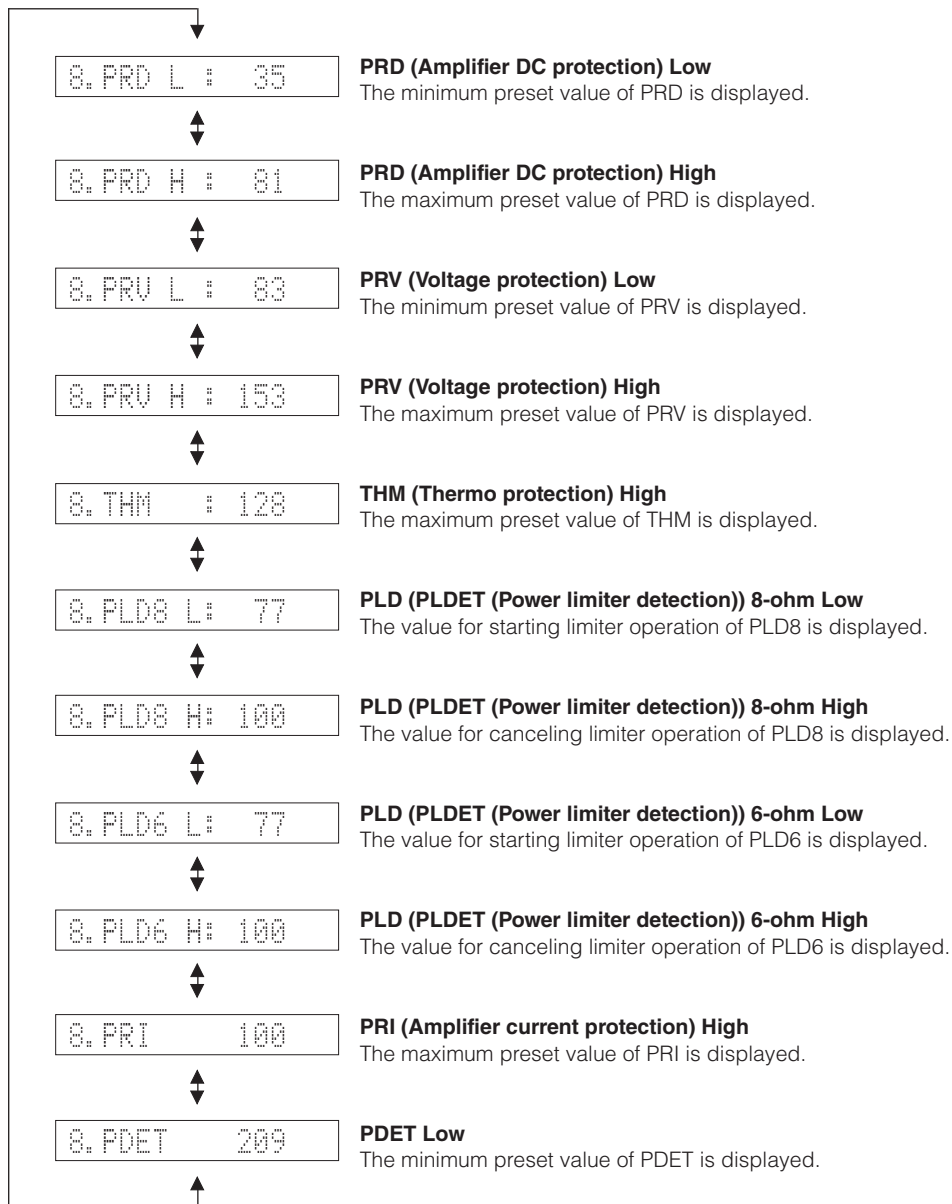 8. PRD L : 35
PRD (Amplifier DC protection) Low
The minimum preset value of PRD is displayed.
8. PRD H : 81
PRD (Amplifier DC protection) High
The maximum preset value of PRD is displayed.
8. PRV L : 83
PRV (Voltage protection) Low
The minimum preset value of PRV is displayed.
8. PRV H : 153
PRV (Voltage protection) High
The maximum preset value of PRV is displayed.
8. THM : 128
THM (Thermo protection) High
The maximum preset value of THM is displayed.
8. PLD8 L: 77
PLD (PLDET (Power limiter detection)) 8-ohm Low
The value for starting limiter operation of PLD8 is displayed.
8. PLD8 H: 100
PLD (PLDET (Power limiter detection)) 8-ohm High
The value for canceling limiter operation of PLD8 is displayed.
8. PLD6 L: 77
PLD (PLDET (Power limiter detection)) 6-ohm Low
The value for starting limiter operation of PLD6 is displayed.
8. PLD6 H: 100
PLD (PLDET (Power limiter detection)) 6-ohm High
The value for canceling limiter operation of PLD6 is displayed.
8. PRI 100
PRI (Amplifier current protection) High
The maximum preset value of PRI is displayed.
8. PDET 209
PDET Low
The minimum preset value of PDET is displayed.